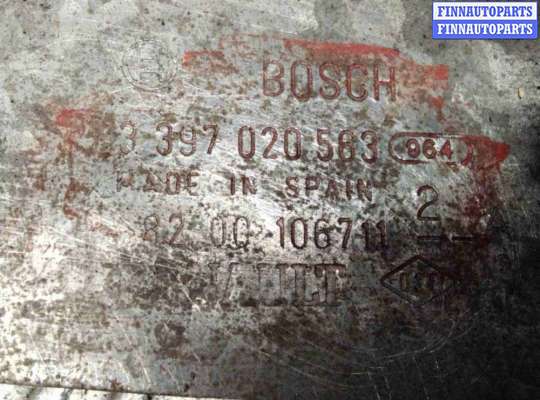 FINNAUTOPARTS
FINNAUTOPARTS
BOSCH
3 397 020 583 964
MADE IN SPAIN
82 00 106711 2